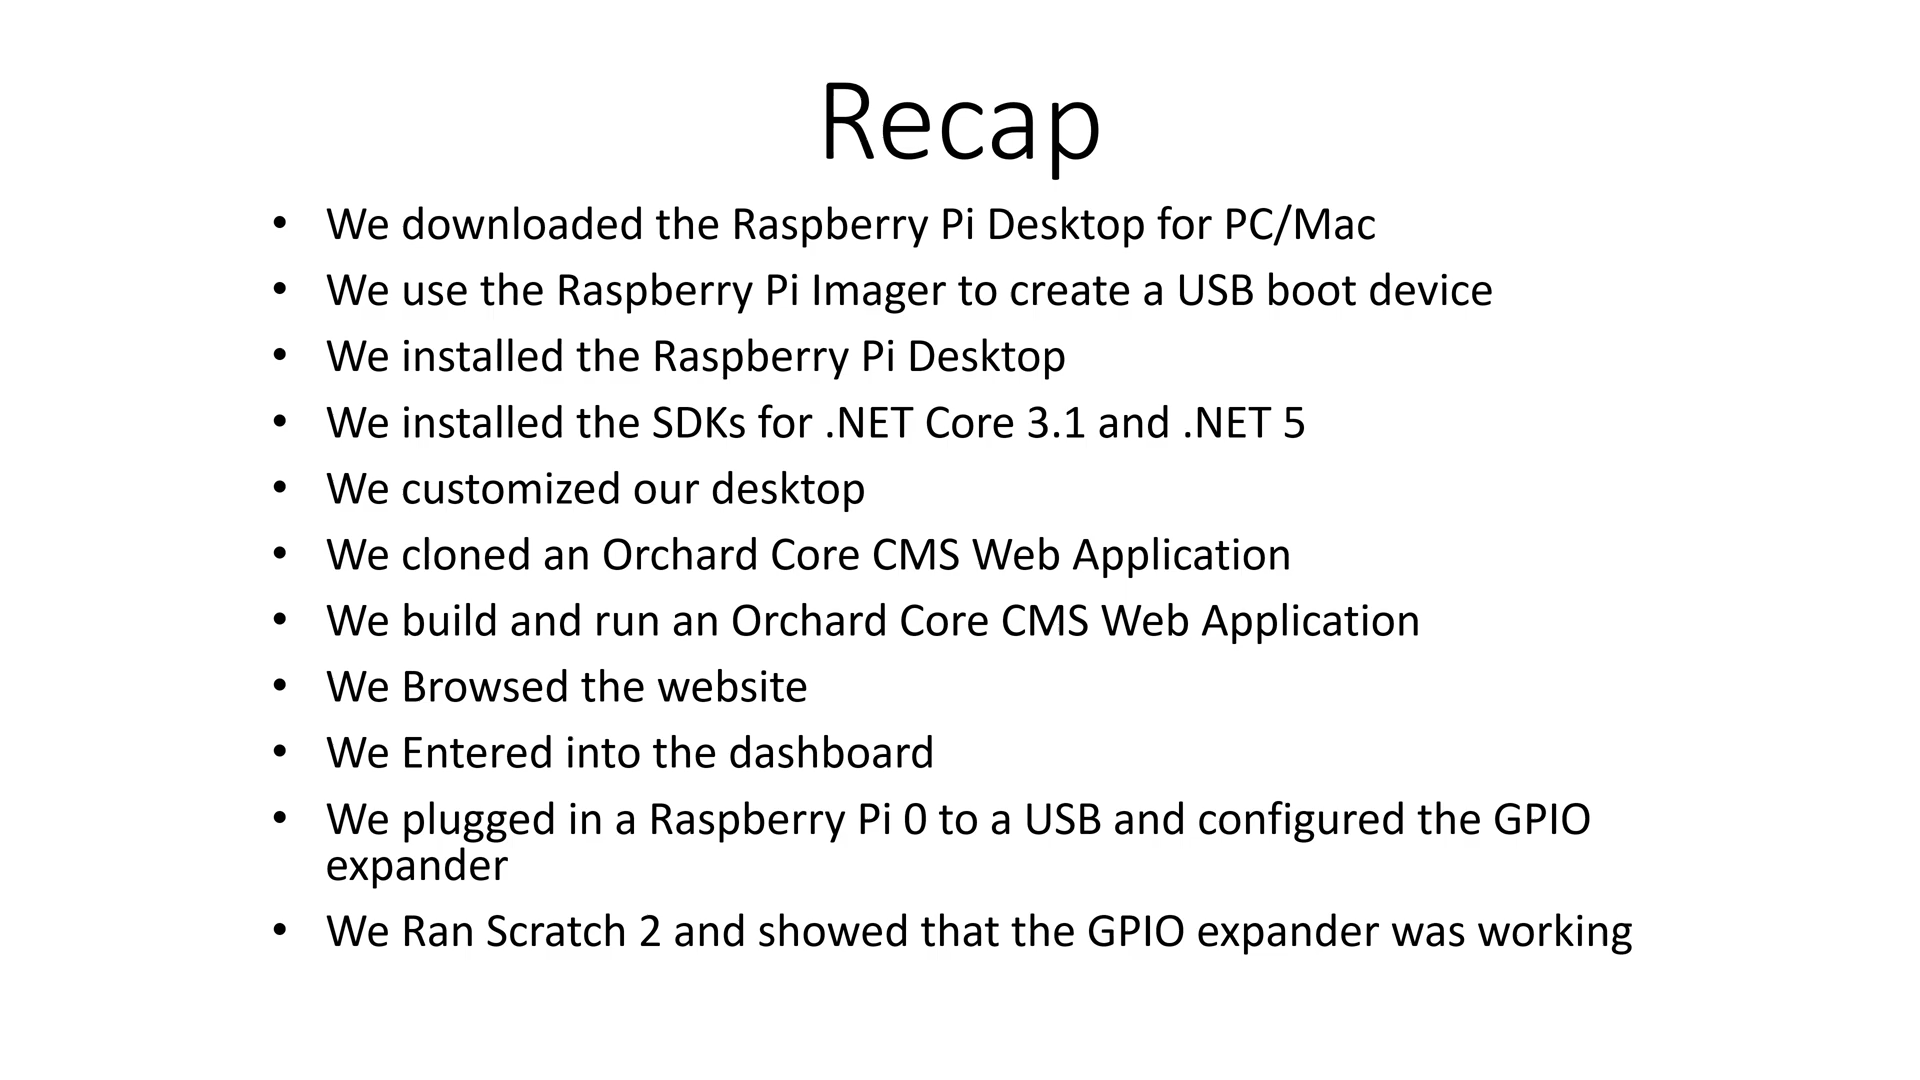 Recap
• We downloaded the Raspberry Pi Desktop for PC/Mac
• We use the Raspberry Pi Imager to create a USB boot device
• We installed the Raspberry Pi Desktop
• We installed the SDKs for .NET Core 3.1 and .NET 5
• We customized our desktop
• We cloned an Orchard Core CMS Web Application
• We build and run an Orchard Core CMS Web Application
• We Browsed the website
• We Entered into the dashboard
• We plugged in a Raspberry Pi 0 to a USB and configured the GPIO
expander
• We Ran Scratch 2 and showed that the GPIO expander was working